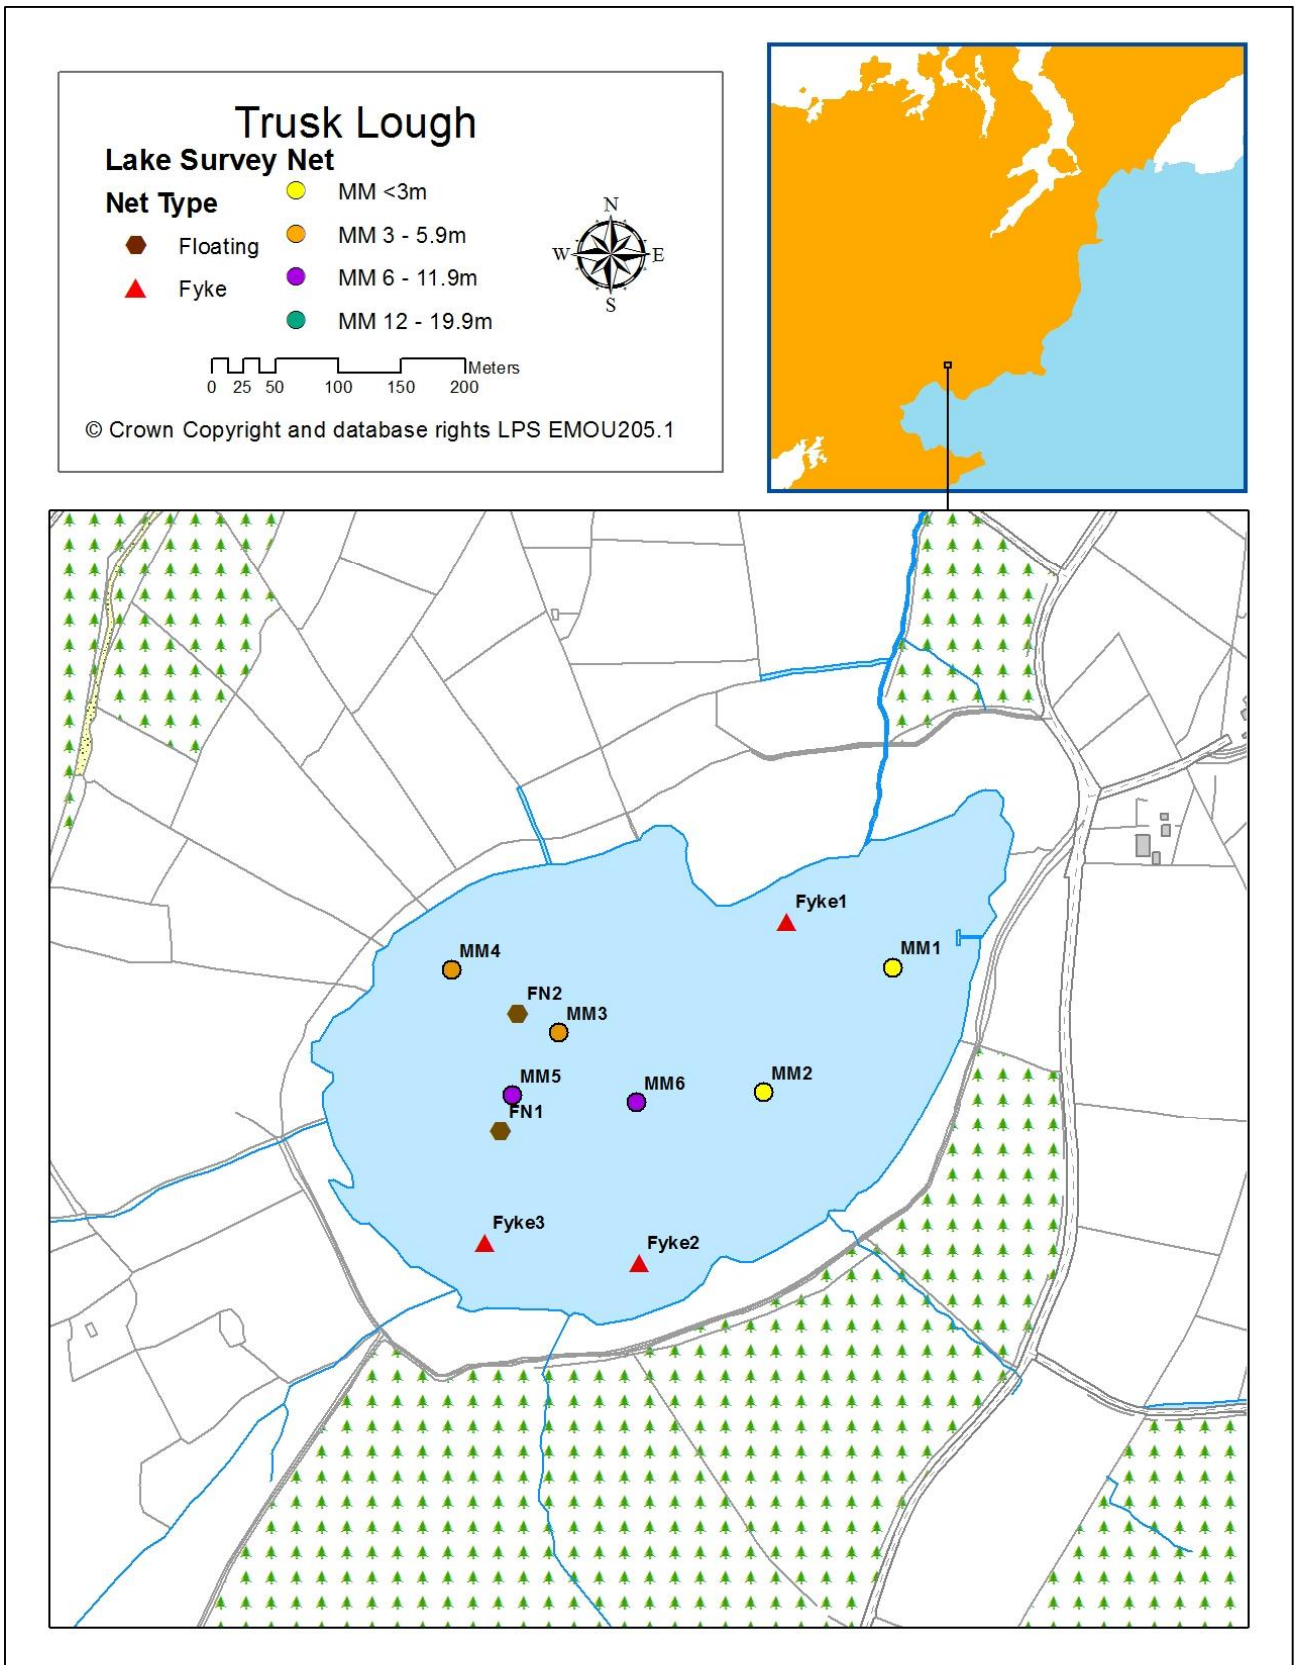 Trusk Lough
Lake Survey Net
Net Type
Floating
Fyke
MM <3m
MM 3 - 5.9m
MM 6 - 11.9m
MM 12 - 19.9m
N
W E
S
Meters
0 25 50 100 150 200
© Crown Copyright and database rights LPS EMOU205.1
Fyke1
MM4
MM1
FN2
MM3
MM5
MM6
MM2
FN1
Fyke3
Fyke2